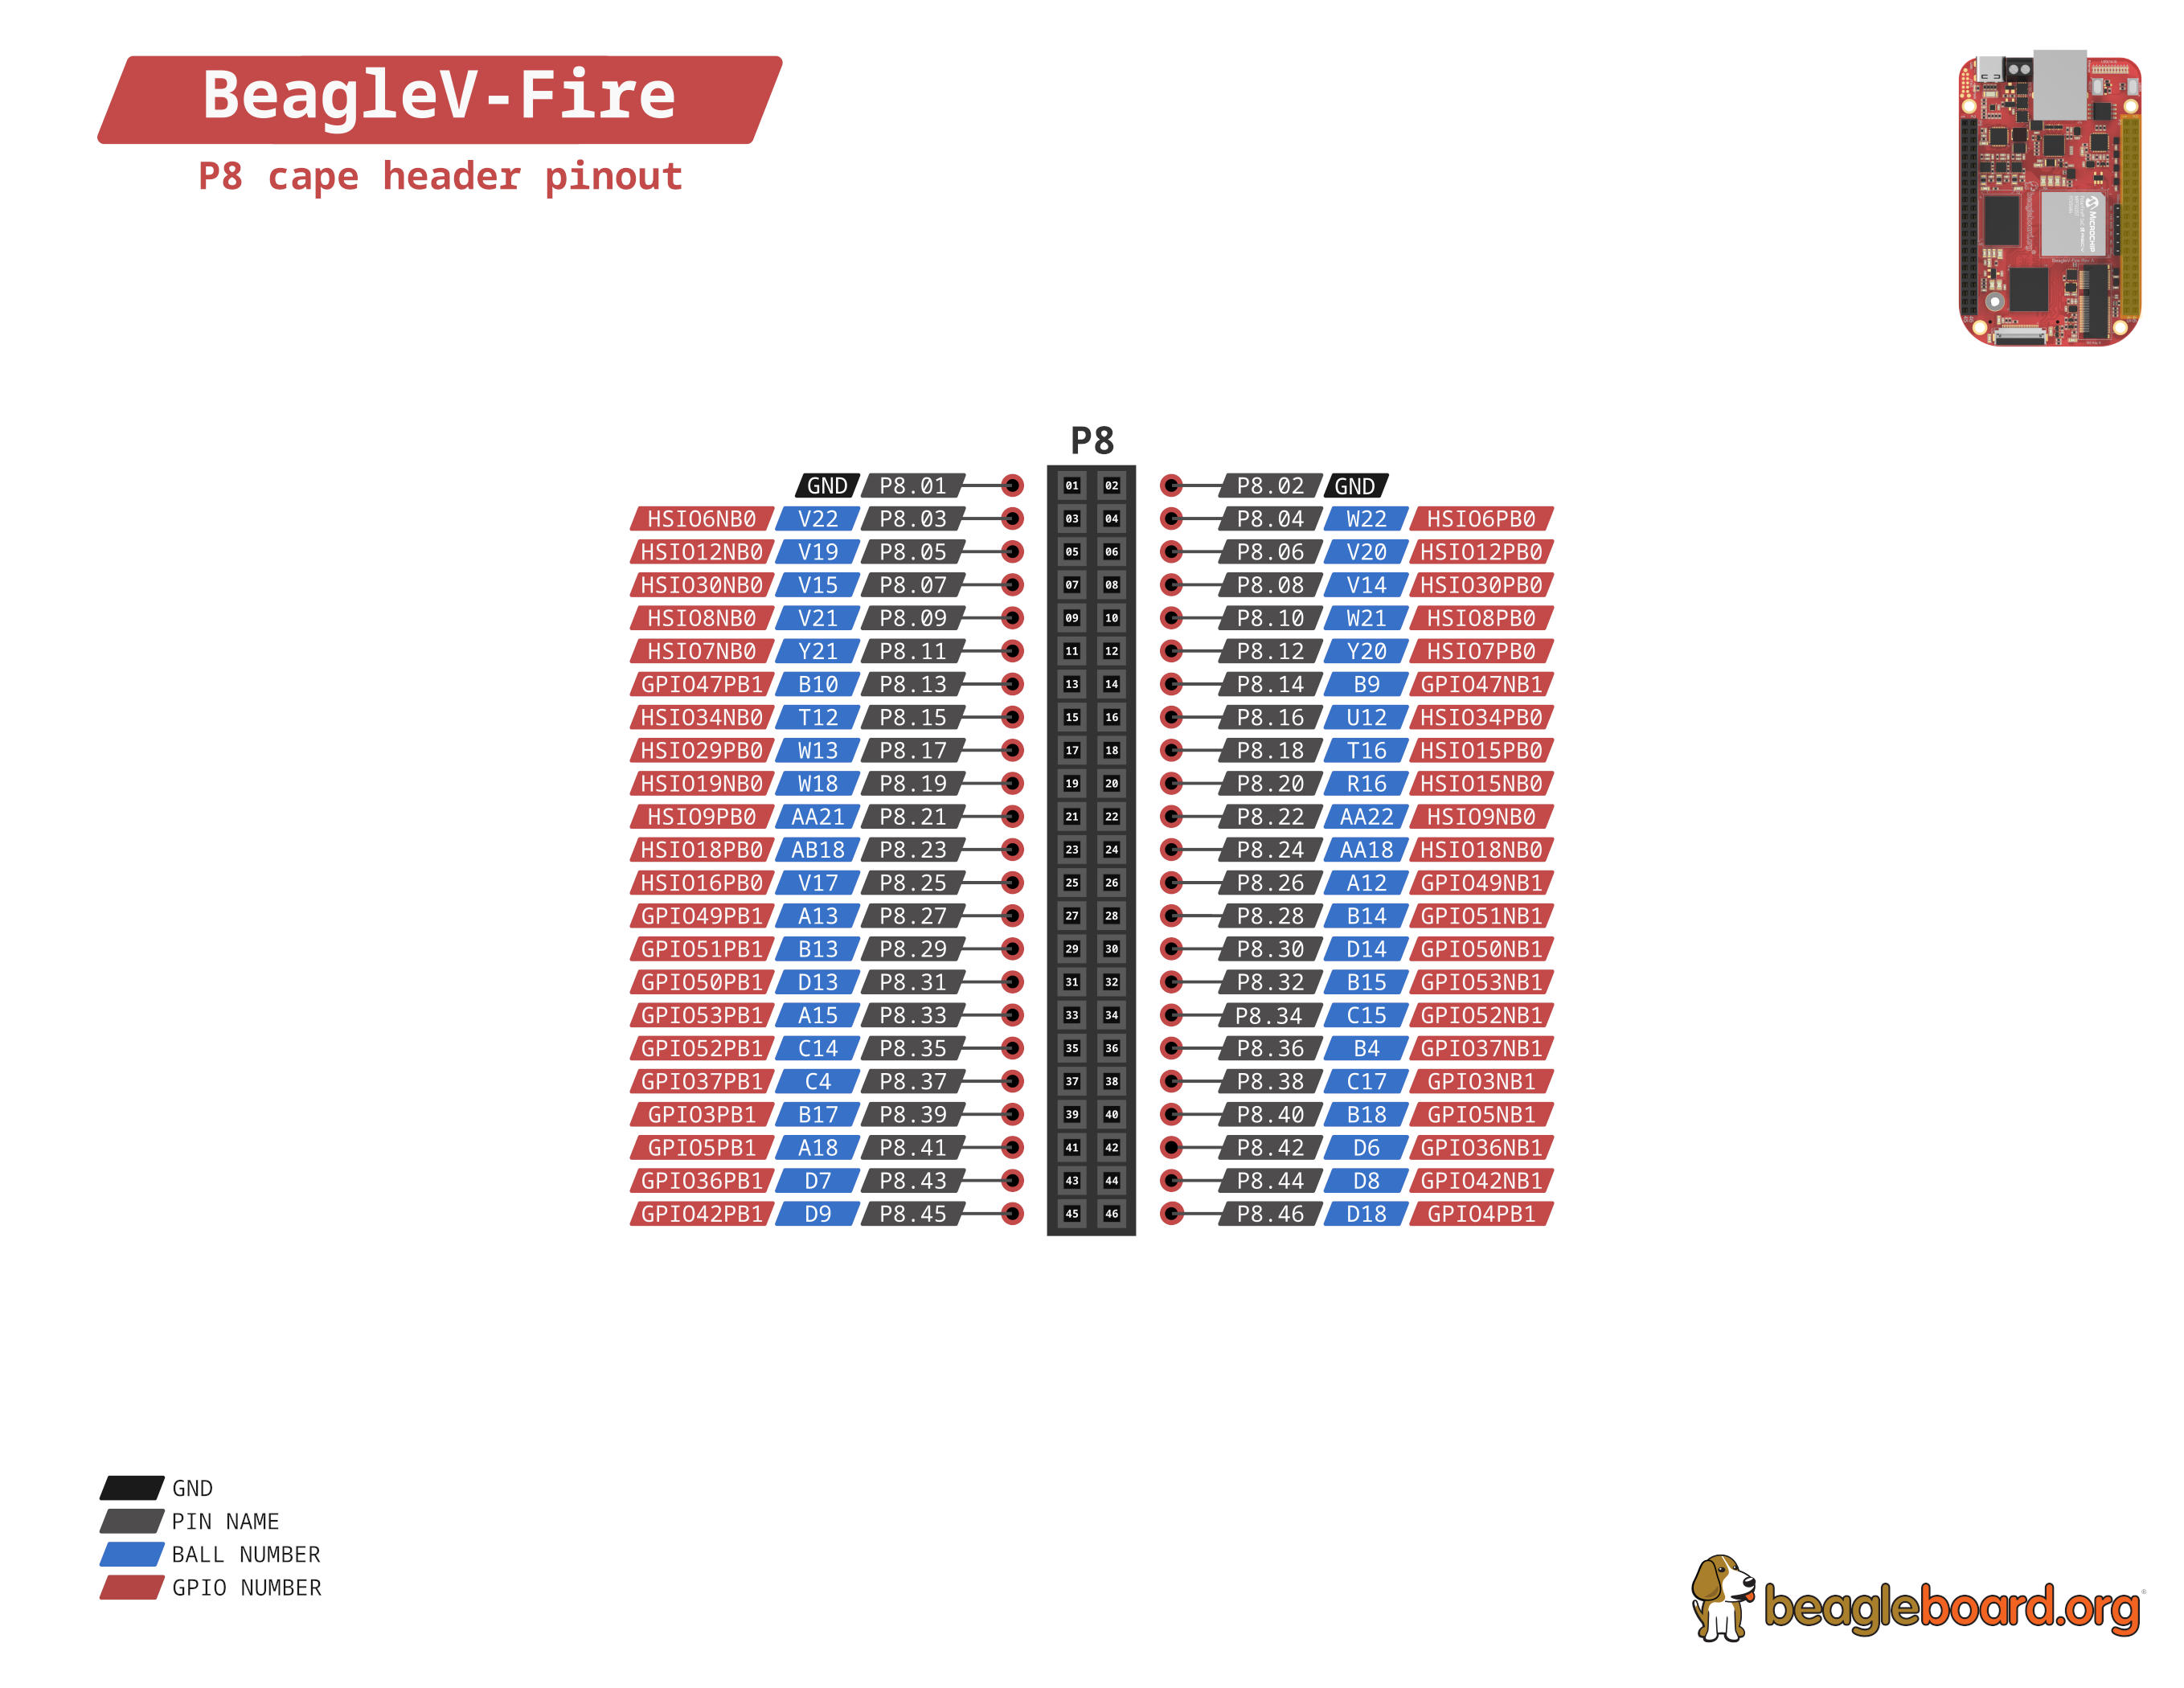 BeagleV-Fire
P8 cape header pinout
MICROCHIP
P8
GND P8.01 01 02 P8.02 GND
HSIO6NB0 V22 P8.03 03 04 P8.04 W22 HSIO6PB0
HSIO12NB0 V19 P8.05 05 06 P8.06 V20 HSIO12PB0
HSIO30NB0 V15 P8.07 07 08 P8.08 V14 HSIO30PB0
HSIO8NB0 V21 P8.09 09 10 P8.10 W21 HSIO8PB0
HSIO7NB0 Y21 P8.11 11 12 P8.12 Y20 HSIO7PB0
GPIO47PB1 B10 P8.13 13 14 P8.14 B9 GPIO47NB1
HSIO34NB0 T12 P8.15 15 16 P8.16 U12 HSIO34PB0
HSIO29PB0 W13 P8.17 17 18 P8.18 T16 HSIO15PB0
HSIO19NB0 W18 P8.19 19 20 P8.20 R16 HSIO15NB0
HSIO9PB0 AA21 P8.21 21 22 P8.22 AA22 HSIO9NB0
HSIO18PB0 AB18 P8.23 23 24 P8.24 AA18 HSIO18NB0
HSIO16PB0 V17 P8.25 25 26 P8.26 A12 GPIO49NB1
GPIO49PB1 A13 P8.27 27 28 P8.28 B14 GPIO51NB1
GPIO51PB1 B13 P8.29 29 30 P8.30 D14 GPIO50NB1
GPIO50PB1 D13 P8.31 31 32 P8.32 B15 GPIO53NB1
GPIO53PB1 A15 P8.33 33 34 P8.34 C15 GPIO52NB1
GPIO52PB1 C14 P8.35 35 36 P8.36 B4 GPIO37NB1
GPIO37PB1 C4 P8.37 37 38 P8.38 C17 GPIO3NB1
GPIO3PB1 B17 P8.39 39 40 P8.40 B18 GPIO5NB1
GPIO5PB1 A18 P8.41 41 42 P8.42 D6 GPIO36NB1
GPIO36PB1 D7 P8.43 43 44 P8.44 D8 GPIO42NB1
GPIO42PB1 D9 P8.45 45 46 P8.46 D18 GPIO4PB1
GND
PIN NAME
BALL NUMBER
GPIO NUMBER
beagleboard.org®